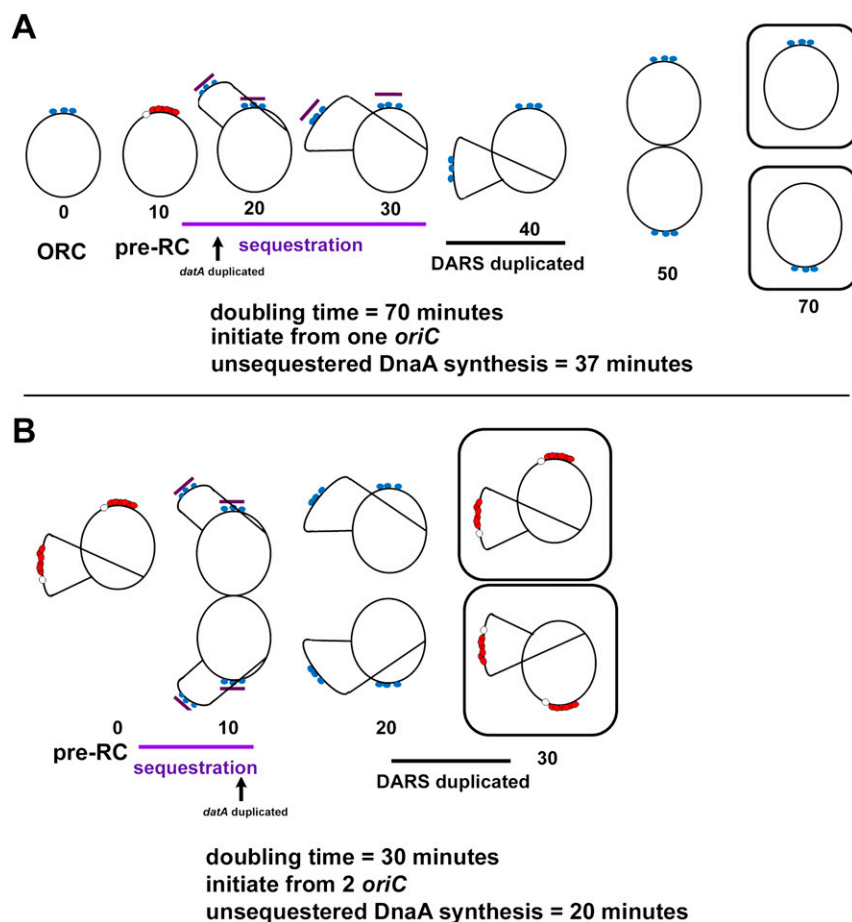 A
0
10
20
30
40
50
70
ORC
pre-RC
sequestration
datA duplicated
DARS duplicated
doubling time = 70 minutes
initiate from one oriC
unsequestered DnaA synthesis = 37 minutes
B
0
10
20
30
pre-RC
sequestration
datA duplicated
DARS duplicated
doubling time = 30 minutes
initiate from 2 oriC
unsequestered DnaA synthesis = 20 minutes